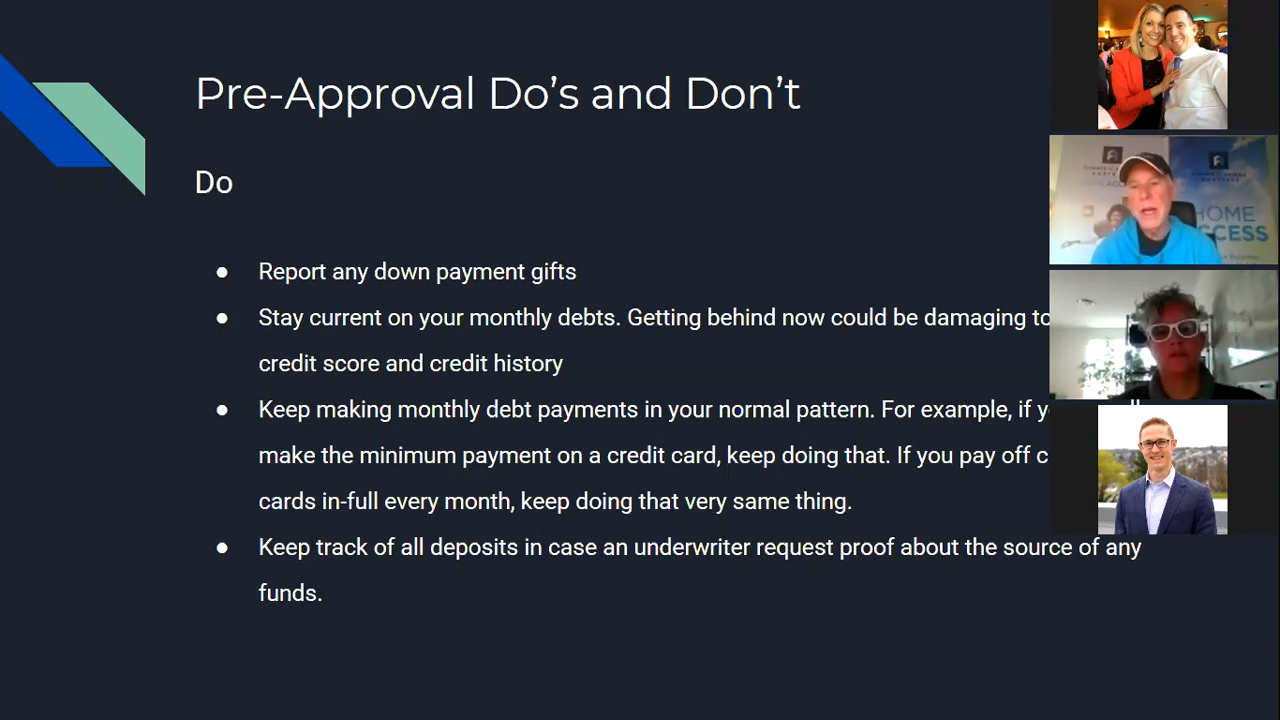 Pre-Approval Do's and Don't
Do
● Report any down payment gifts
● Stay current on your monthly debts. Getting behind now could be damaging to
credit score and credit history
● Keep making monthly debt payments in your normal pattern. For example, if
make the minimum payment on a credit card, keep doing that. If you pay off
cards in-full every month, keep doing that very same thing.
● Keep track of all deposits in case an underwriter request proof about the source of any
funds.
HOME